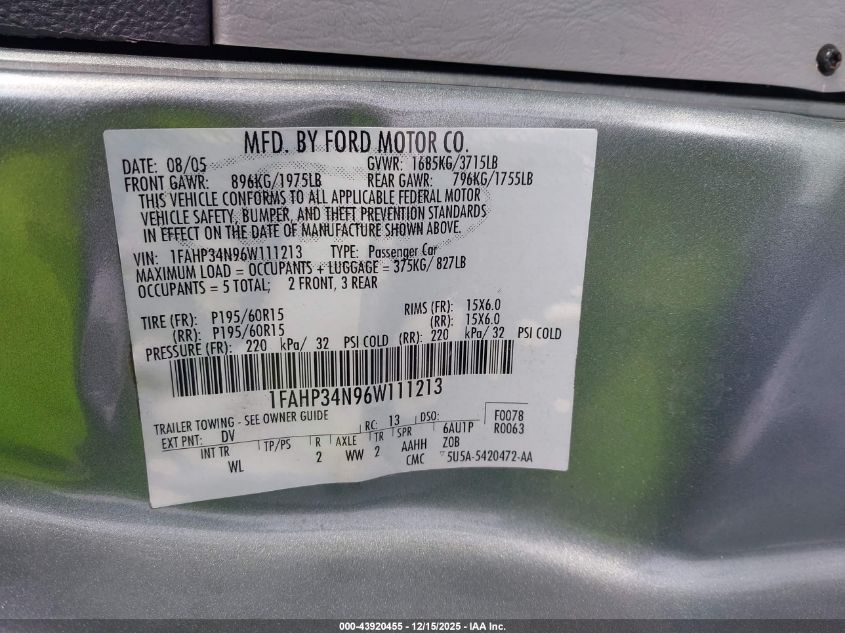 MFD. BY FORD MOTOR CO.
DATE: 08/05 GVWR: 1685KG/3715LB
FRONT GAWR: 896KG/1975LB REAR GAWR: 796KG/1755LB
THIS VEHICLE CONFORMS TO ALL APPLICABLE FEDERAL MOTOR
VEHICLE SAFETY, BUMPER, AND THEFT PREVENTION STANDARDS
IN EFFECT ON THE DATE OF MANUFACTURE SHOWN ABOVE.
VIN: 1FAHP34N96W111213 TYPE: Passenger Car
MAXIMUM LOAD = OCCUPANTS + LUGGAGE = 375KG/ 827LB
OCCUPANTS = 5 TOTAL; 2 FRONT, 3 REAR
TIRE (FR): P195/60R15 RIMS (FR): 15X6.0
(RR): P195/60R15 (RR): 15X6.0
PRESSURE (FR): 220 kPa/ 32 PSI COLD (RR): 220 kPa/ 32 PSI COLD
1FAHP34N96W111213
TRAILER TOWING - SEE OWNER GUIDE RC: 13 DSO: F0078
EXT PNT: DV 6AU1P R0063
INT TR TP/PS R AXLE TR SPR ZOB
WL 2 WW 2 AAHH
CMC 5U5A-5420472-AA
000-43920455 - 12/15/2025 - IAA Inc.